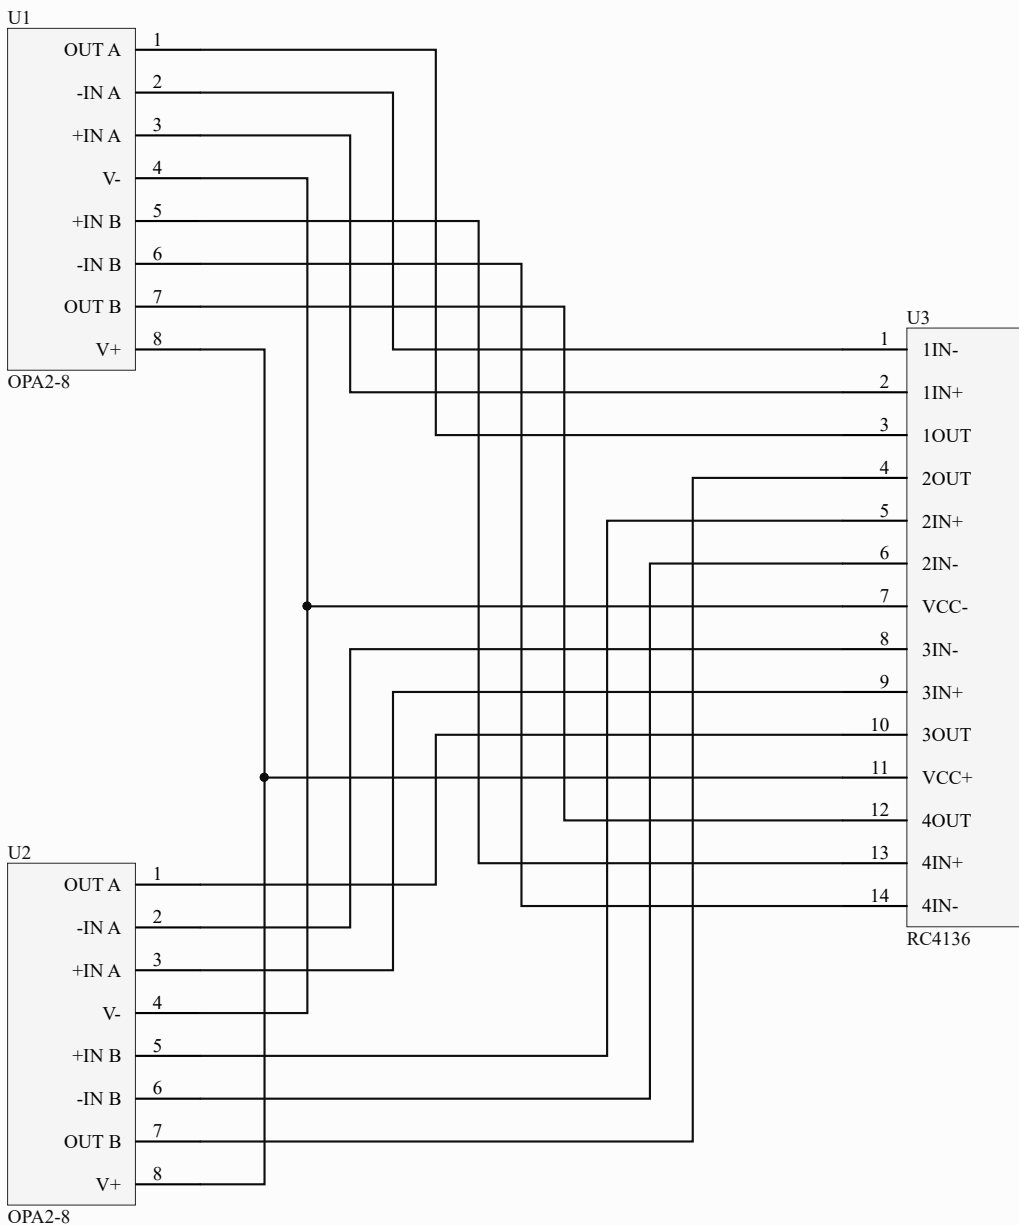 U1
OUT A 1
-IN A 2
+IN A 3
V- 4
+IN B 5
-IN B 6
OUT B 7
V+ 8
OPA2-8
U3
1 1IN-
2 1IN+
3 1OUT
4 2OUT
5 2IN+
6 2IN-
7 VCC-
8 3IN-
9 3IN+
10 3OUT
11 VCC+
12 4OUT
13 4IN+
14 4IN-
RC4136
U2
OUT A 1
-IN A 2
+IN A 3
V- 4
+IN B 5
-IN B 6
OUT B 7
V+ 8
OPA2-8